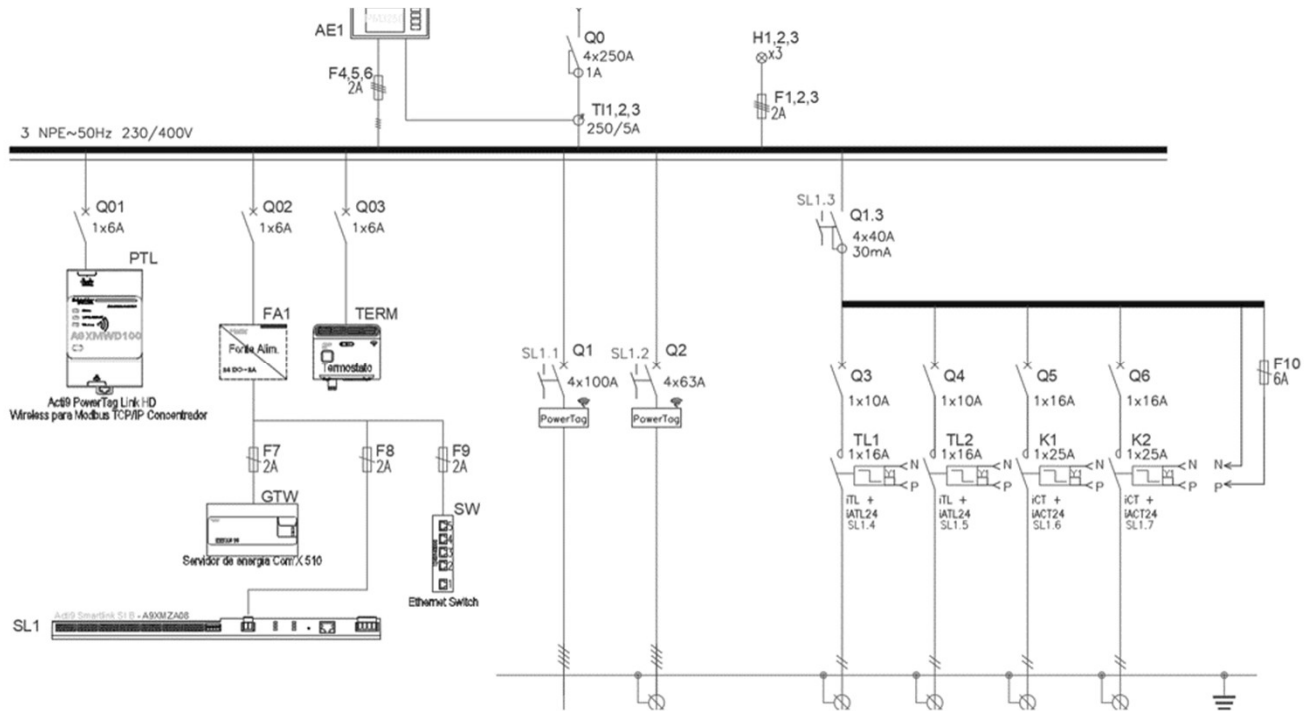 AE1
Q0
4x250A
1A
H1,2,3
x3
F4,5,6
2A
TI1,2,3
250/5A
F1,2,3
2A
3 NPE~50Hz 230/400V
Q01
1x6A
Q02
1x6A
Q03
1x6A
SL1.3
Q1.3
4x40A
30mA
PTL
A9XMWD100
Acti9 PowerTag Link HD
Wireless para Modbus TCP/IP Concentrador
FA1
Fonte Alim.
TERM
Termostato
SL1.1
Q1
4x100A
PowerTag
SL1.2
Q2
4x63A
PowerTag
Q3
1x10A
Q4
1x10A
Q5
1x16A
Q6
1x16A
F10
6A
F7
2A
F8
2A
F9
2A
TL1
1x16A
N
P
iTL +
iATL24
SL1.4
TL2
1x16A
N
P
iTL +
iATL24
SL1.5
K1
1x25A
N
P
iCT +
iACT24
SL1.6
K2
1x25A
N
P
iCT +
iACT24
SL1.7
N
P
GTW
Servidor de energia Com'X 510
SW
5
4
3
2
1
Ethernet Switch
SL1
Acti9 Smartlink SI B - A9XMZA08